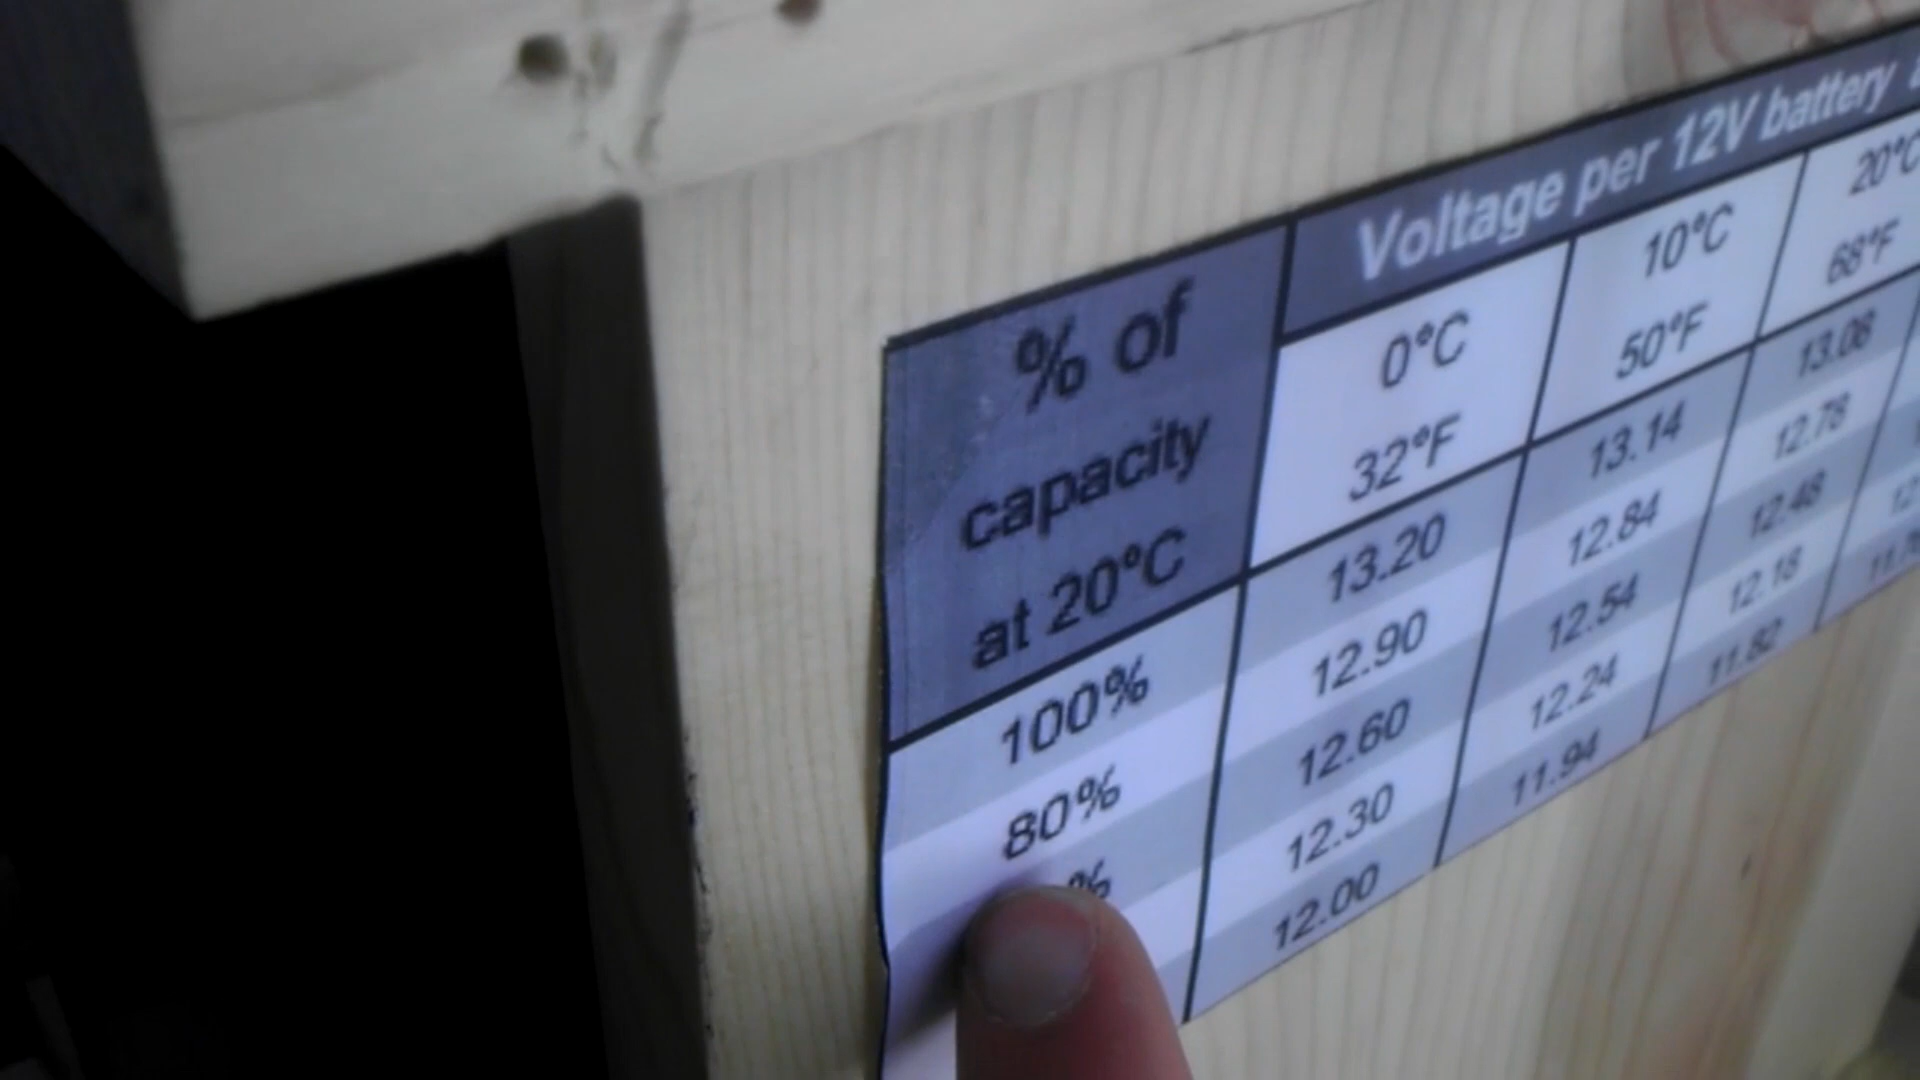 Voltage per 12V battery
% of
capacity
at 20°C
0°C
32°F
10°C
50°F
20°C
68°F
100% 13.20 13.14 13.08
80% 12.90 12.84 12.78
% 12.60 12.54 12.48
12.30 12.24 12.18
12.00 11.94 11.82